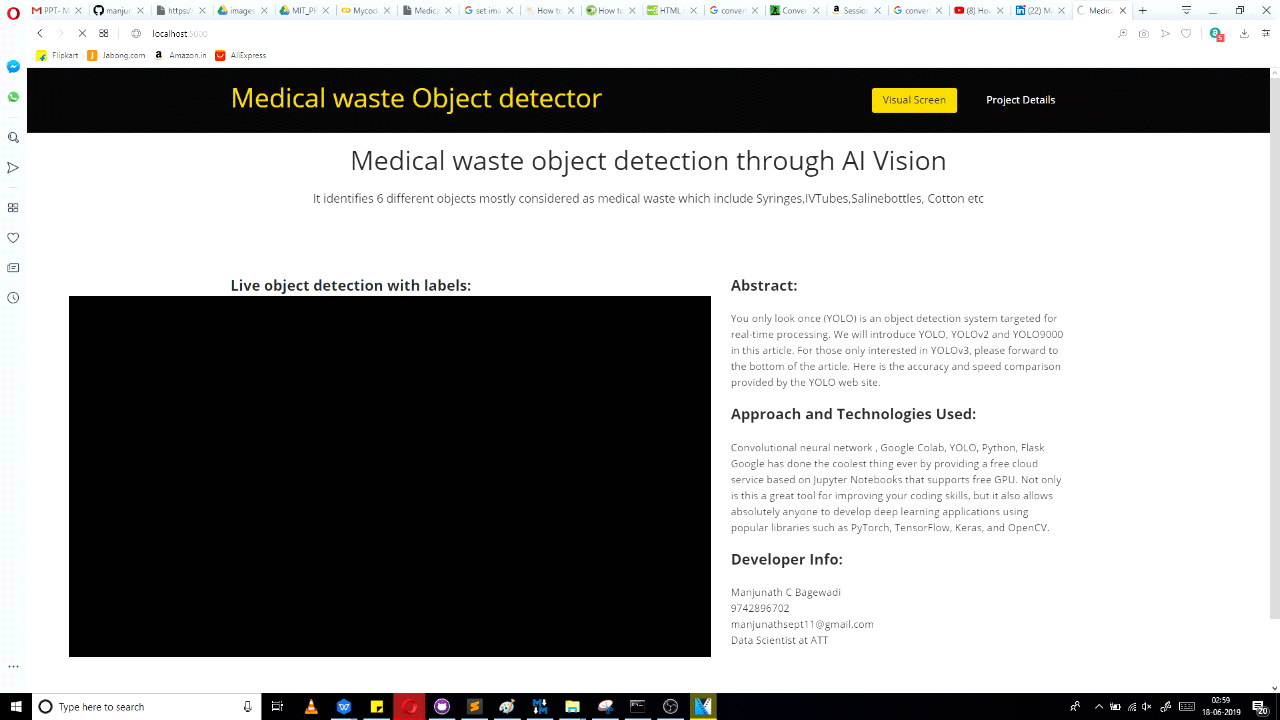 PPT- M
manjun
https:/
images
MIT_PF
Mycod
Medica
set ima
How to
How to
HTML
convert
Conve
Session
convert
(8) Ho
(22) M
Medic
localhost:5000
Flipkart
Jabong.com
Amazon.in
AliExpress
Medical waste Object detector
Visual Screen
Project Details
Medical waste object detection through AI Vision
It identifies 6 different objects mostly considered as medical waste which include Syringes,IVTubes,Salinebottles, Cotton etc
Live object detection with labels:
Abstract:
You only look once (YOLO) is an object detection system targeted for
real-time processing. We will introduce YOLO, YOLOv2 and YOLO9000
in this article. For those only interested in YOLOv3, please forward to
the bottom of the article. Here is the accuracy and speed comparison
provided by the YOLO web site.
Approach and Technologies Used:
Convolutional neural network , Google Colab, YOLO, Python, Flask
Google has done the coolest thing ever by providing a free cloud
service based on Jupyter Notebooks that supports free GPU. Not only
is this a great tool for improving your coding skills, but it also allows
absolutely anyone to develop deep learning applications using
popular libraries such as PyTorch, TensorFlow, Keras, and OpenCV.
Developer Info:
Manjunath C Bagewadi
9742896702
manjunathsept11@gmail.com
Data Scientist at ATT
Type here to search
02:59
18-06-2019
20